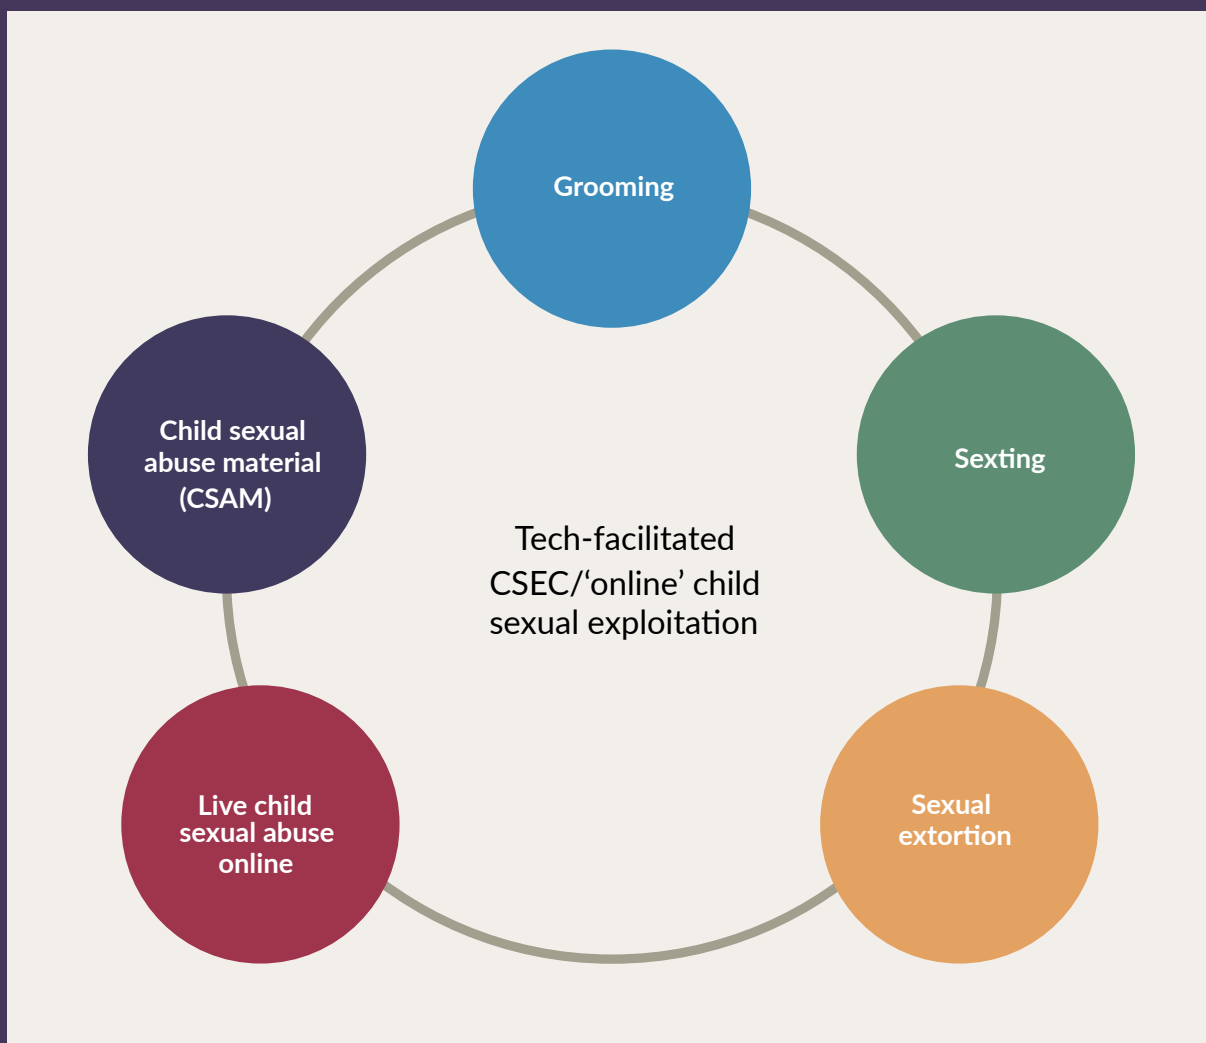 Grooming
Child sexual
abuse material
(CSAM)
Sexting
Tech-facilitated
CSEC/‘online’ child
sexual exploitation
Live child
sexual abuse
online
Sexual
extortion